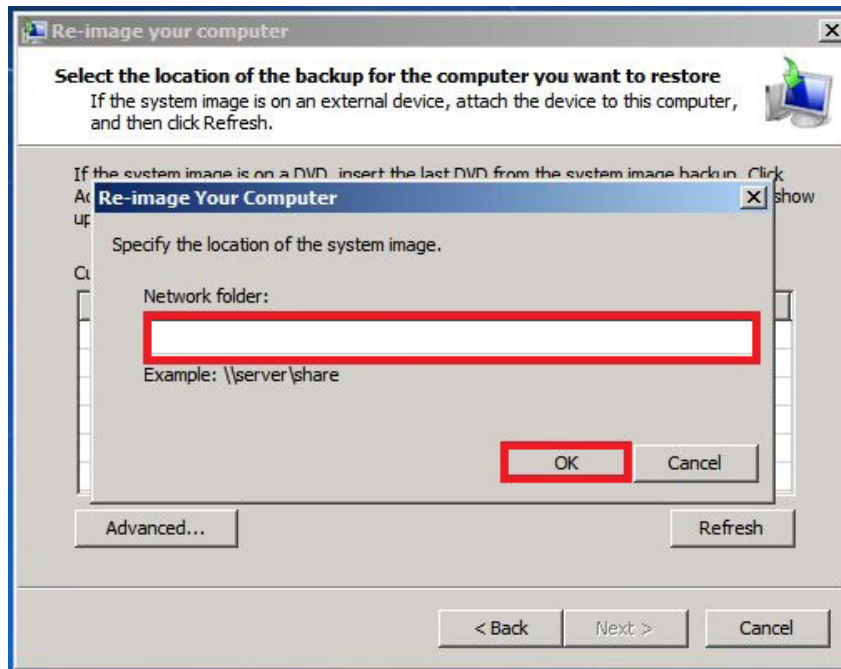 Re-image your computer
Select the location of the backup for the computer you want to restore
If the system image is on an external device, attach the device to this computer,
and then click Refresh.
If the system image is on a DVD, insert the last DVD from the system image backup. Click
show
Re-image Your Computer
Specify the location of the system image.
Network folder:
Example: \\server\share
OK Cancel
Advanced... Refresh
< Back Next > Cancel